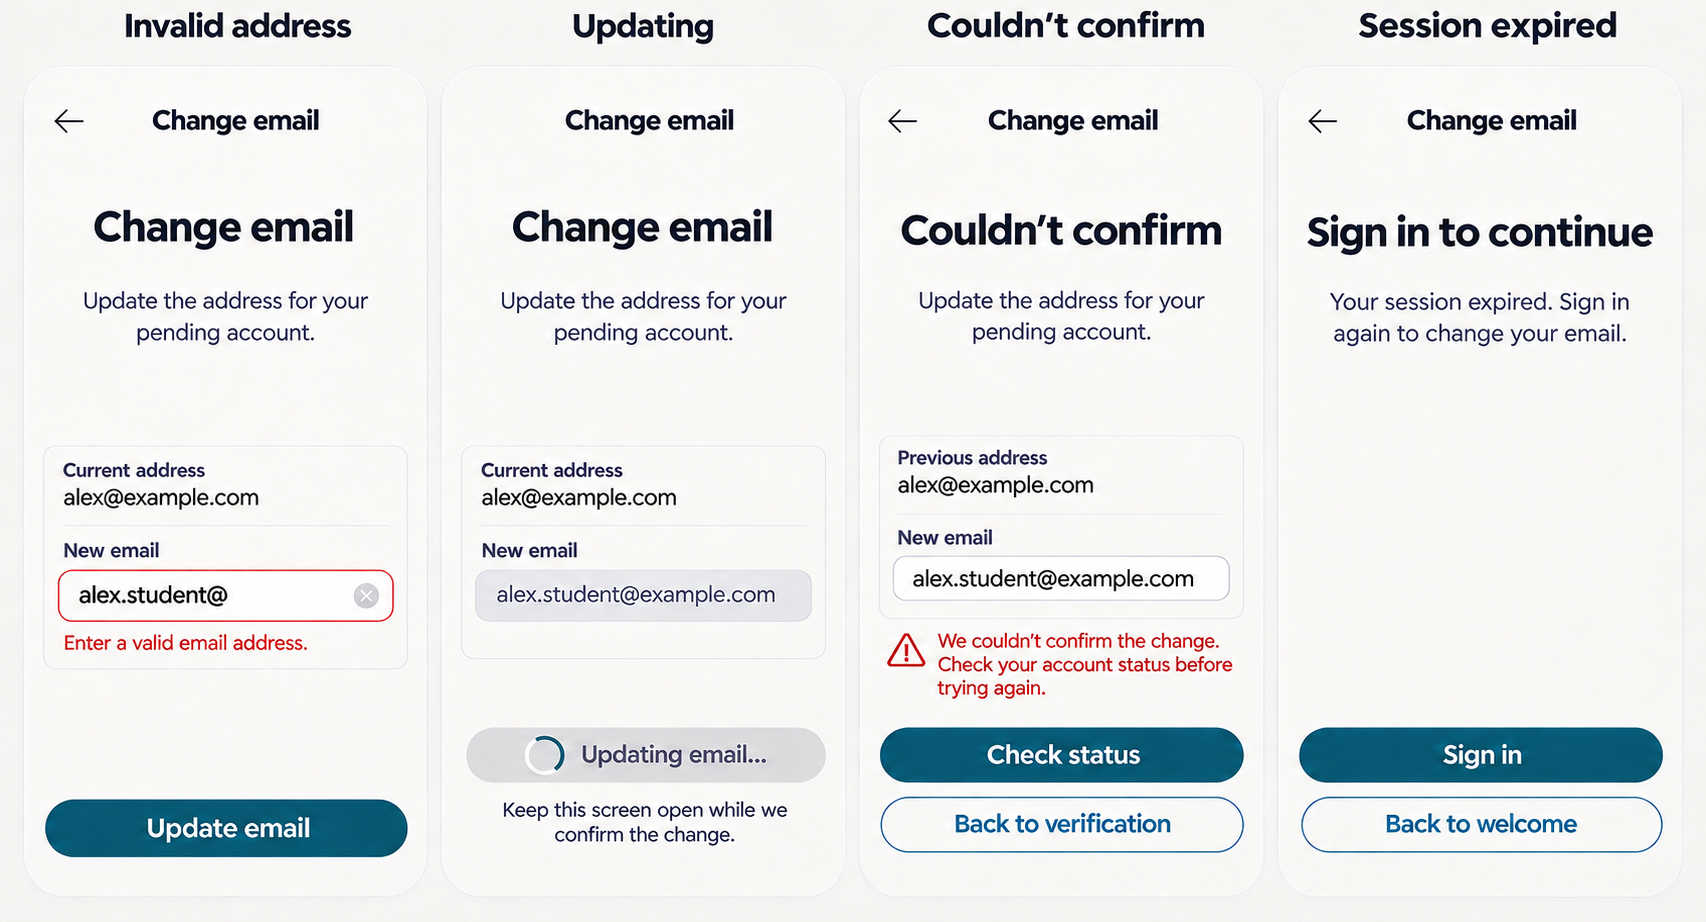 Invalid address
Change email
Change email
Update the address for your
pending account.
Current address
alex@example.com
New email
alex.student@
Enter a valid email address.
Update email
Updating
Change email
Change email
Update the address for your
pending account.
Current address
alex@example.com
New email
alex.student@example.com
Updating email...
Keep this screen open while we
confirm the change.
Couldn’t confirm
Change email
Couldn’t confirm
Update the address for your
pending account.
Previous address
alex@example.com
New email
alex.student@example.com
We couldn’t confirm the change.
Check your account status before
trying again.
Check status
Back to verification
Session expired
Change email
Sign in to continue
Your session expired. Sign in
again to change your email.
Sign in
Back to welcome